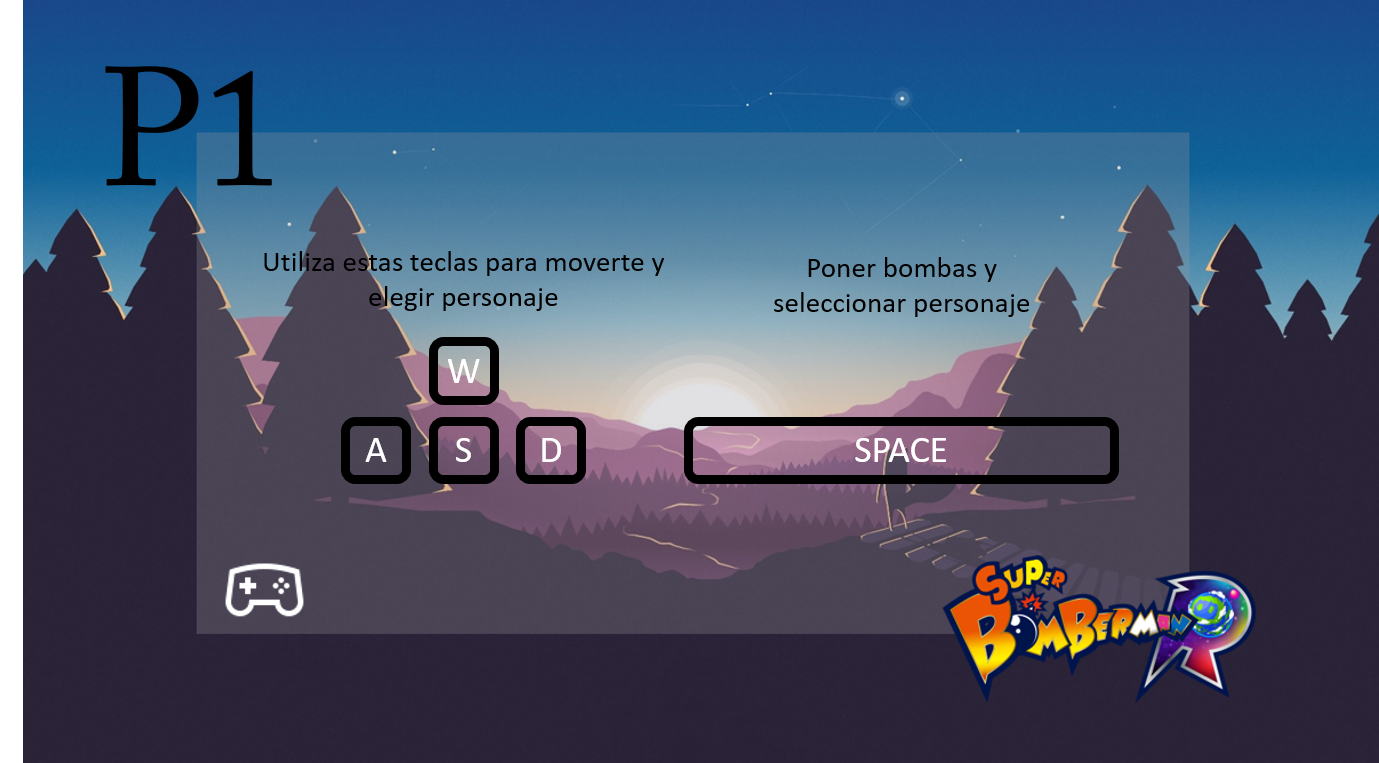 P1
Utiliza estas teclas para moverte y
elegir personaje
Poner bombas y
seleccionar personaje
W
A S D
SPACE
SUPER
BOMBERMAN
R